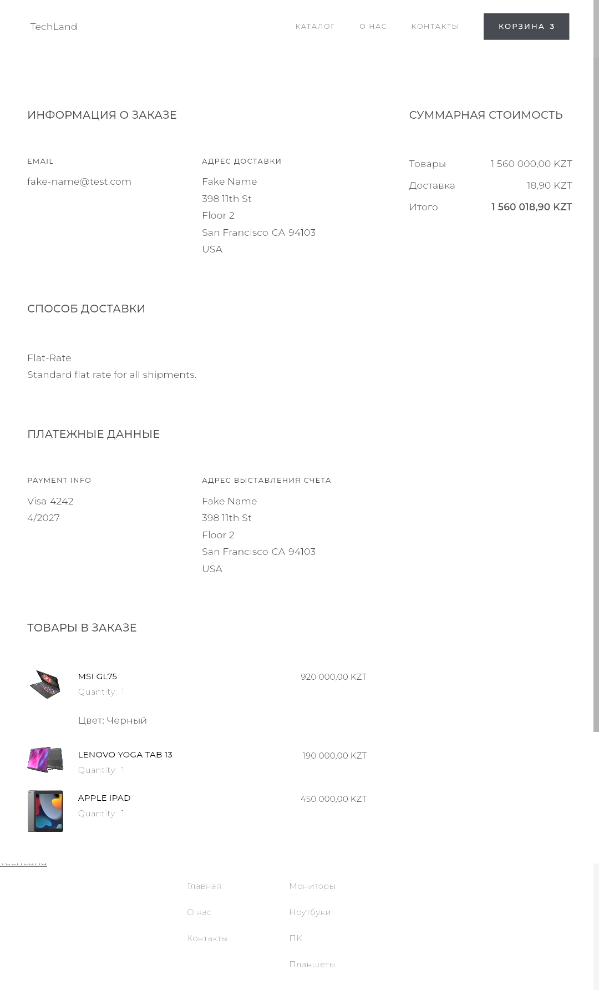 TechLand
КАТАЛОГ
О НАС
КОНТАКТЫ
КОРЗИНА 3
ИНФОРМАЦИЯ О ЗАКАЗЕ
EMAIL
fake-name@test.com
АДРЕС ДОСТАВКИ
Fake Name
398 11th St
Floor 2
San Francisco CA 94103
USA
СУММАРНАЯ СТОИМОСТЬ
Товары 1 560 000,00 KZT
Доставка 18,90 KZT
Итого 1 560 018,90 KZT
СПОСОБ ДОСТАВКИ
Flat-Rate
Standard flat rate for all shipments.
ПЛАТЕЖНЫЕ ДАННЫЕ
PAYMENT INFO
Visa 4242
4/2027
АДРЕС ВЫСТАВЛЕНИЯ СЧЕТА
Fake Name
398 11th St
Floor 2
San Francisco CA 94103
USA
ТОВАРЫ В ЗАКАЗЕ
MSI GL75 920 000,00 KZT
Quantity: 1
Цвет: Черный
LENOVO YOGA TAB 13 190 000,00 KZT
Quantity: 1
APPLE IPAD 450 000,00 KZT
Quantity: 1
TechLand
Главная
О нас
Контакты
Мониторы
Ноутбуки
ПК
Планшеты